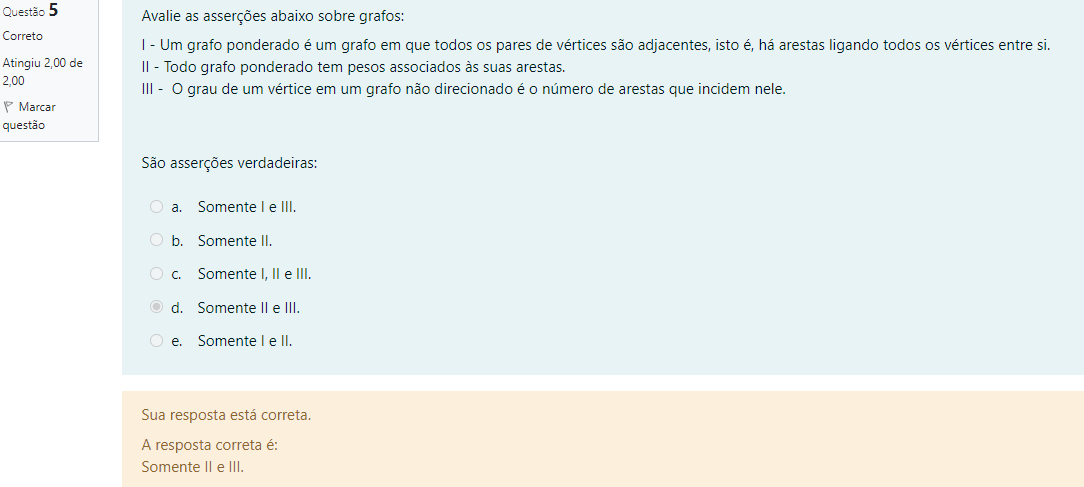 Questão 5
Correto
Atingiu 2,00 de
2,00
Marcar
questão
Avalie as asserções abaixo sobre grafos:
I - Um grafo ponderado é um grafo em que todos os pares de vértices são adjacentes, isto é, há arestas ligando todos os vértices entre si.
II - Todo grafo ponderado tem pesos associados às suas arestas.
III - O grau de um vértice em um grafo não direcionado é o número de arestas que incidem nele.
São asserções verdadeiras:
a. Somente I e III.
b. Somente II.
c. Somente I, II e III.
d. Somente II e III.
e. Somente I e II.
Sua resposta está correta.
A resposta correta é:
Somente II e III.